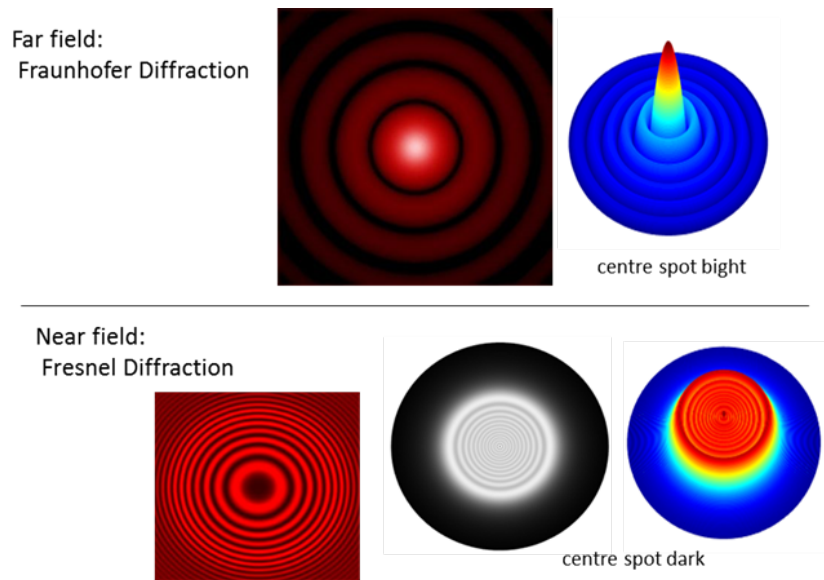 Far field:
Fraunhofer Diffraction
centre spot bight
Near field:
Fresnel Diffraction
centre spot dark